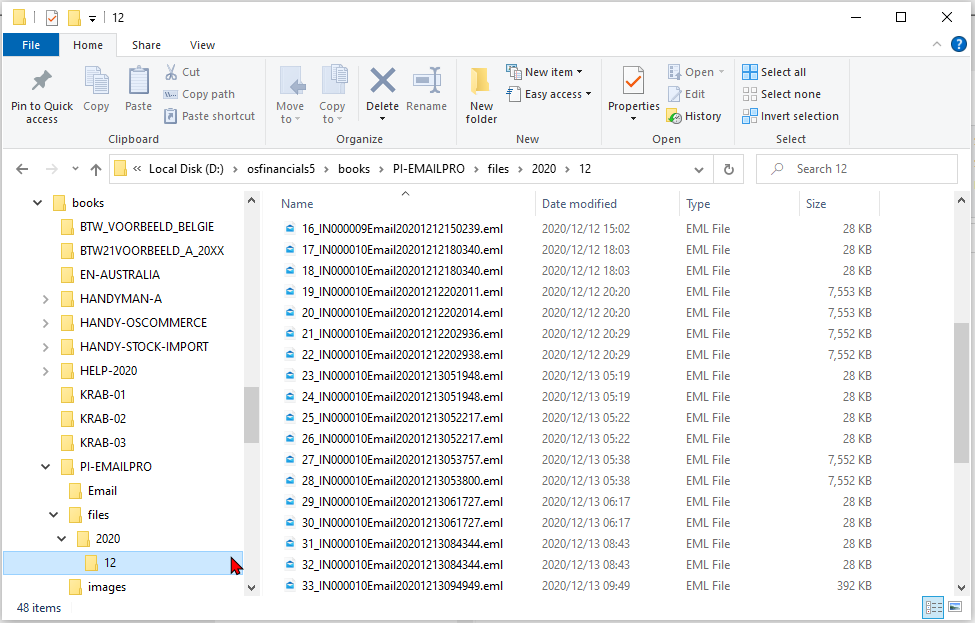 12
File Home Share View
Pin to Quick access
Copy
Paste
Cut
Copy path
Paste shortcut
Clipboard
Move to
Copy to
Delete
Rename
Organize
New folder
New item
Easy access
New
Properties
Open
Edit
History
Open
Select all
Select none
Invert selection
Select
« Local Disk (D:) › osfinancials5 › books › PI-EMAILPRO › files › 2020 › 12
Search 12
books
BTW_VOORBEELD_BELGIE
BTW21VOORBEELD_A_20XX
EN-AUSTRALIA
HANDYMAN-A
HANDY-OSCOMMERCE
HANDY-STOCK-IMPORT
HELP-2020
KRAB-01
KRAB-02
KRAB-03
PI-EMAILPRO
Email
files
2020
12
images
Name Date modified Type Size
16_IN000009Email20201212150239.eml 2020/12/12 15:02 EML File 28 KB
17_IN000010Email20201212180340.eml 2020/12/12 18:03 EML File 28 KB
18_IN000010Email20201212180340.eml 2020/12/12 18:03 EML File 28 KB
19_IN000010Email20201212202011.eml 2020/12/12 20:20 EML File 7,553 KB
20_IN000010Email20201212202014.eml 2020/12/12 20:20 EML File 7,553 KB
21_IN000010Email20201212202936.eml 2020/12/12 20:29 EML File 7,552 KB
22_IN000010Email20201212202938.eml 2020/12/12 20:29 EML File 7,552 KB
23_IN000010Email20201213051948.eml 2020/12/13 05:19 EML File 28 KB
24_IN000010Email20201213051948.eml 2020/12/13 05:19 EML File 28 KB
25_IN000010Email20201213052217.eml 2020/12/13 05:22 EML File 28 KB
26_IN000010Email20201213052217.eml 2020/12/13 05:22 EML File 28 KB
27_IN000010Email20201213053757.eml 2020/12/13 05:38 EML File 7,552 KB
28_IN000010Email20201213053800.eml 2020/12/13 05:38 EML File 7,552 KB
29_IN000010Email20201213061727.eml 2020/12/13 06:17 EML File 28 KB
30_IN000010Email20201213061727.eml 2020/12/13 06:17 EML File 28 KB
31_IN000010Email20201213084344.eml 2020/12/13 08:43 EML File 28 KB
32_IN000010Email20201213084344.eml 2020/12/13 08:43 EML File 28 KB
33_IN000010Email20201213094949.eml 2020/12/13 09:49 EML File 392 KB
48 items